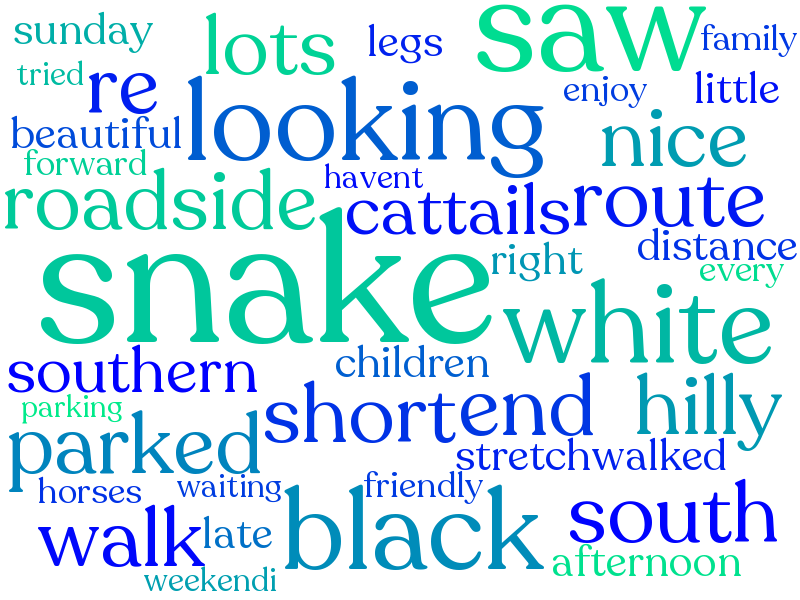 sunday lots legs saw family
tried re looking enjoy little
beautiful nice
forward havent
roadside cattails route
snake right distance
every
white
southern children
parking shortend hilly
parked stretchwalked
horses waiting friendly
walk late black south
afternoon
weekendi